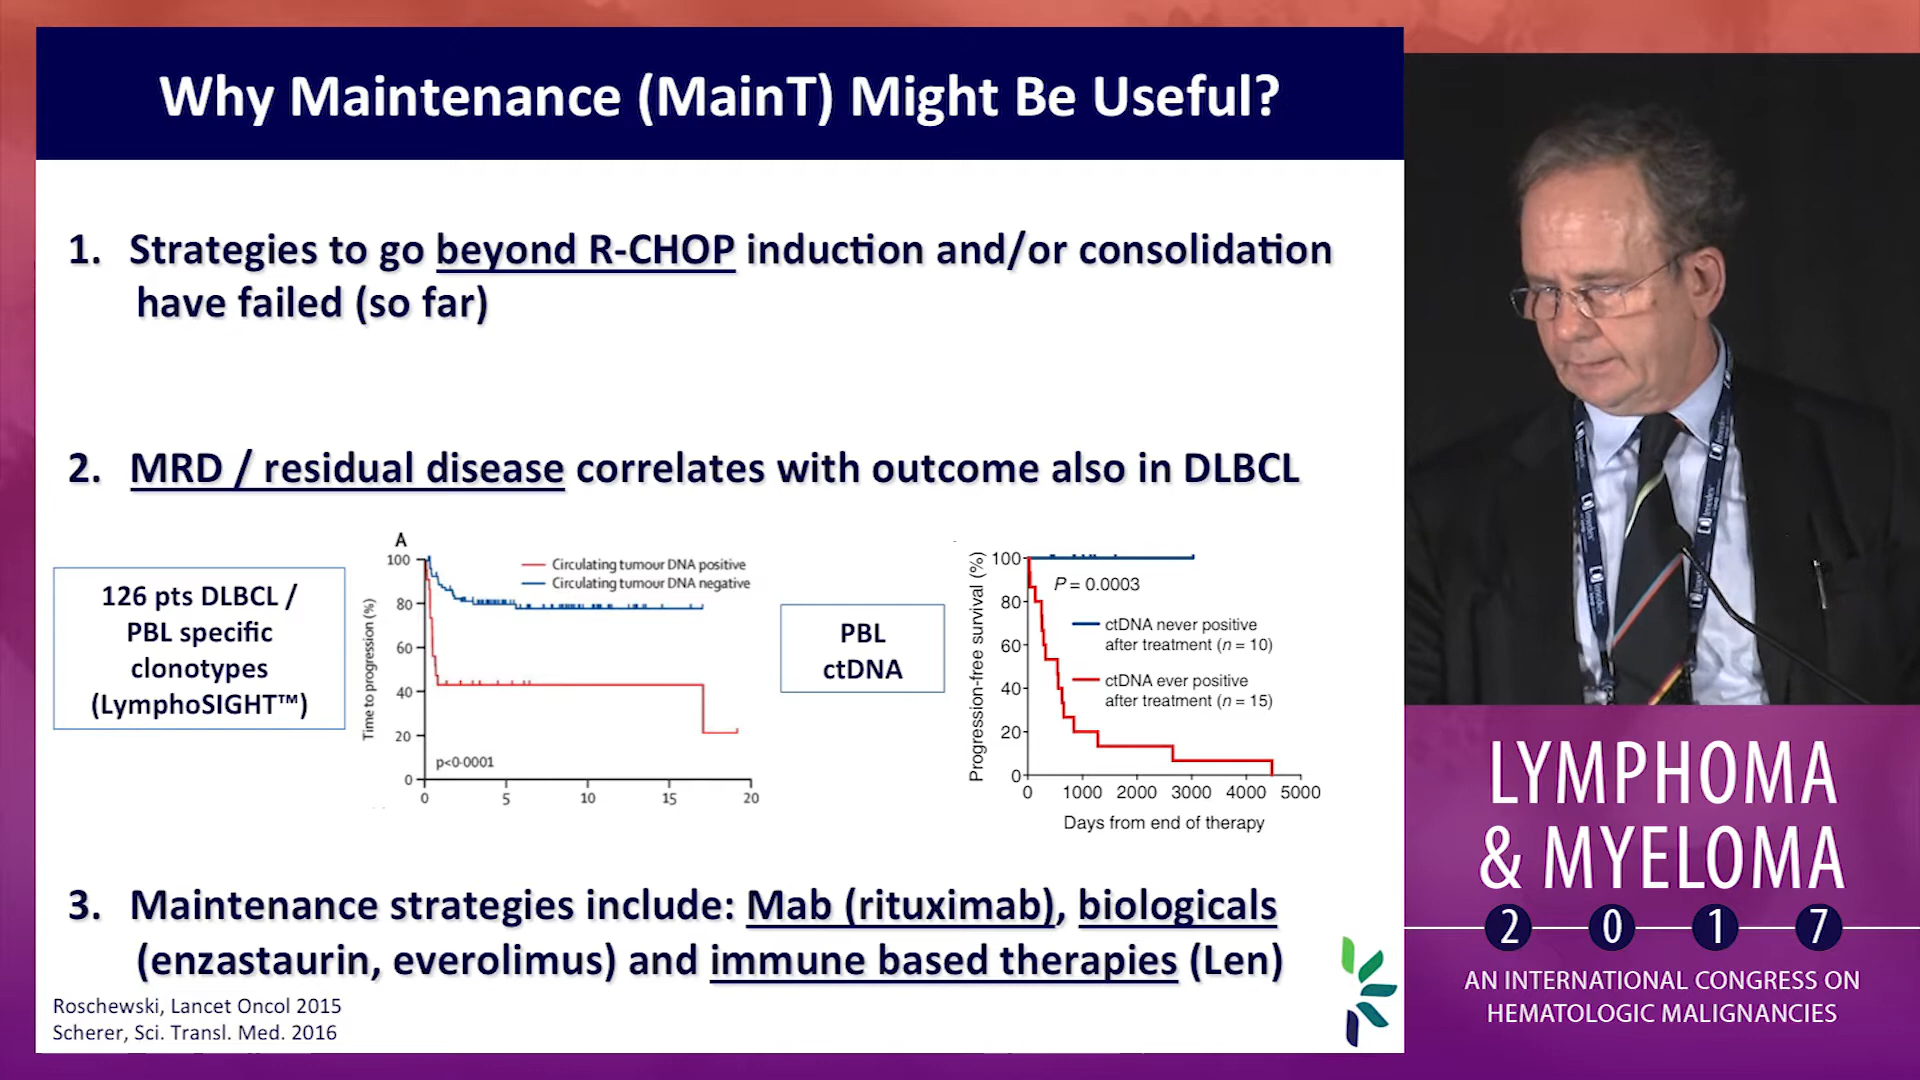 Why Maintenance (MainT) Might Be Useful?
1. Strategies to go beyond R-CHOP induction and/or consolidation
have failed (so far)
2. MRD / residual disease correlates with outcome also in DLBCL
126 pts DLBCL /
PBL specific
clonotypes
(LymphoSIGHT™)
A
Time to progression (%)
100
80
60
40
20
0
Circulating tumour DNA positive
Circulating tumour DNA negative
p<0·0001
0 5 10 15 20
PBL
ctDNA
Progression-free survival (%)
100
80
60
40
20
0
P = 0.0003
ctDNA never positive
after treatment (n = 10)
ctDNA ever positive
after treatment (n = 15)
0 1000 2000 3000 4000 5000
Days from end of therapy
3. Maintenance strategies include: Mab (rituximab), biologicals
(enzastaurin, everolimus) and immune based therapies (Len)
Roschewski, Lancet Oncol 2015
Scherer, Sci. Transl. Med. 2016
LYMPHOMA
& MYELOMA
2 0 1 7
AN INTERNATIONAL CONGRESS ON
HEMATOLOGIC MALIGNANCIES